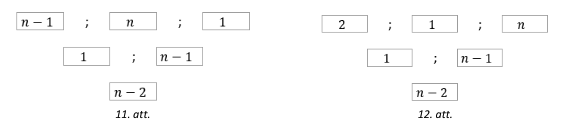 n − 1 ; n ; 1
1 ; n − 1
n − 2
11. att.
2 ; 1 ; n
1 ; n − 1
n − 2
12. att.